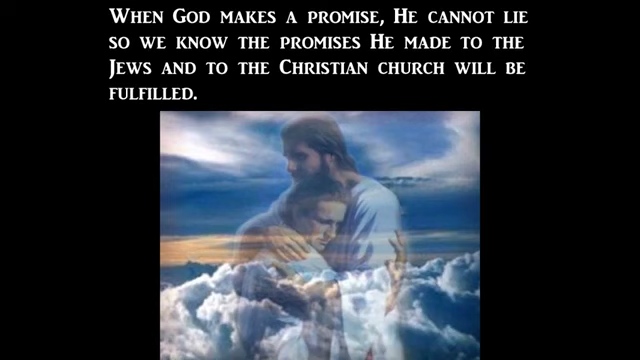 When God makes a promise, He cannot lie
so we know the promises He made to the
Jews and to the Christian church will be
fulfilled.